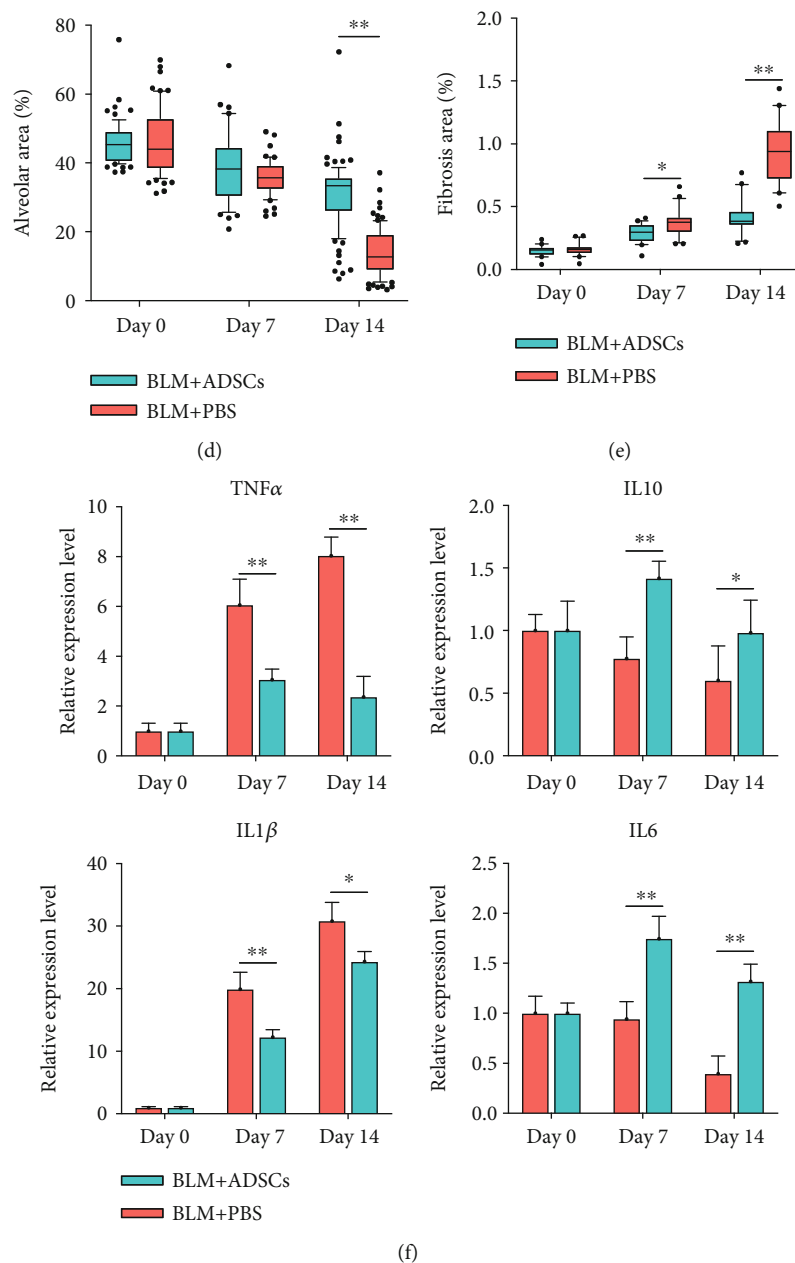 80
60
40
20
0
Alveolar area (%)
**
Day 0 Day 7 Day 14
BLM+ADSCs
BLM+PBS
(d)
2.0
1.5
1.0
0.5
0.0
Fibrosis area (%)
*
**
Day 0 Day 7 Day 14
BLM+ADSCs
BLM+PBS
(e)
TNFα
10
8
6
4
2
0
Relative expression level
**
**
Day 0 Day 7 Day 14
IL10
2.0
1.5
1.0
0.5
0.0
Relative expression level
**
*
Day 0 Day 7 Day 14
IL1β
40
30
20
10
0
Relative expression level
**
*
Day 0 Day 7 Day 14
IL6
2.5
2.0
1.5
1.0
0.5
0.0
Relative expression level
**
**
Day 0 Day 7 Day 14
BLM+ADSCs
BLM+PBS
(f)